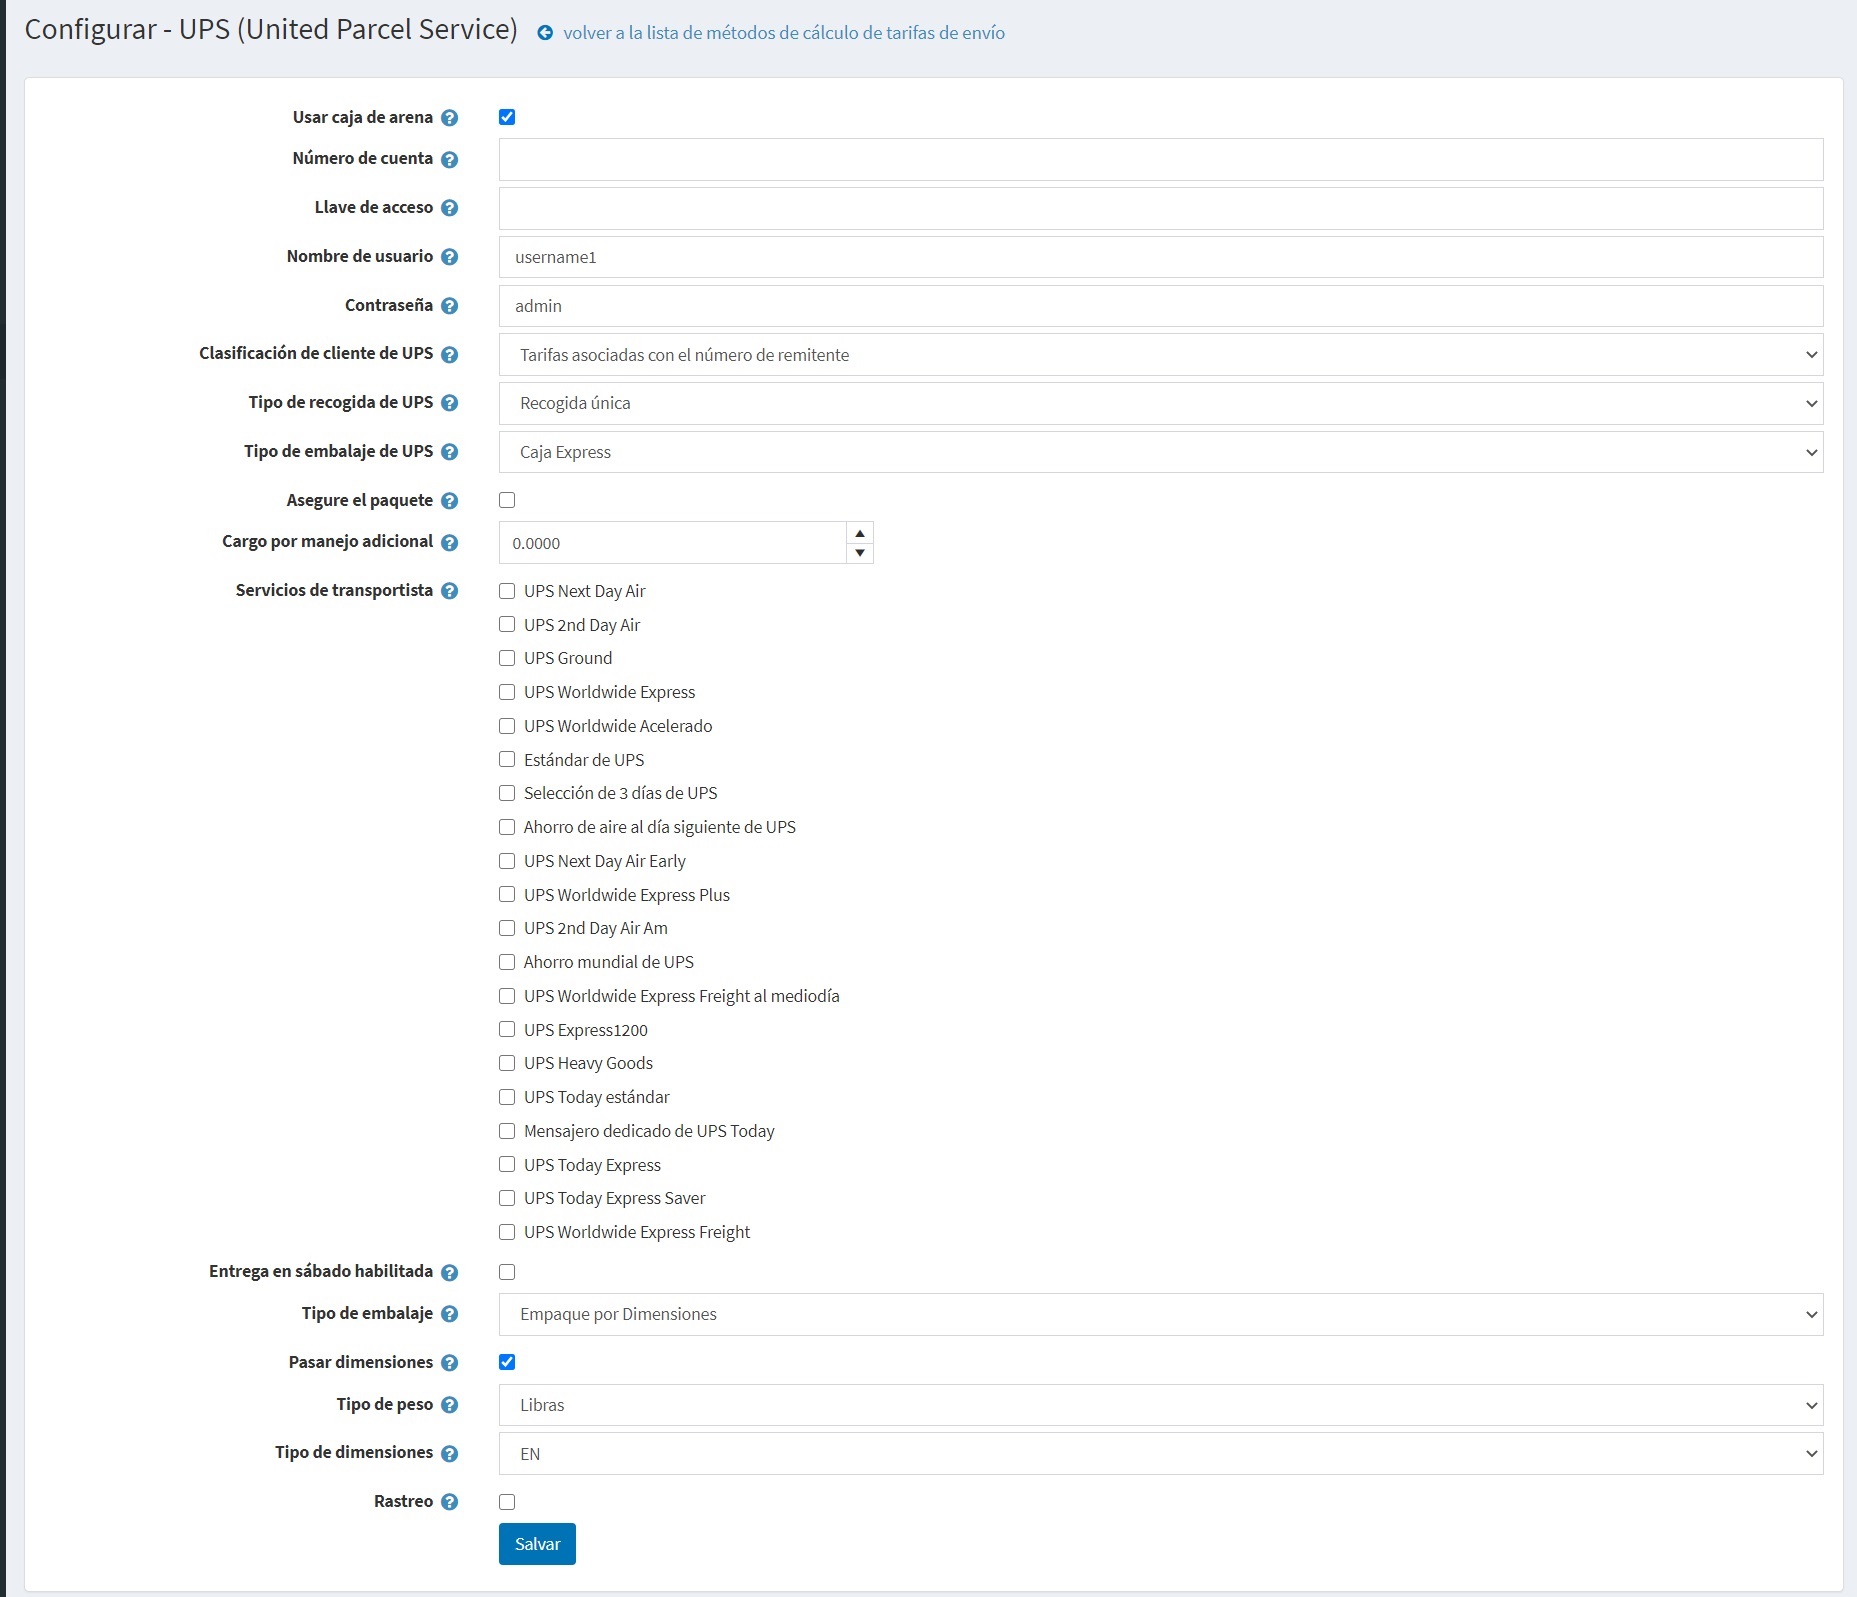 Configurar - UPS (United Parcel Service) volver a la lista de métodos de cálculo de tarifas de envío
Usar caja de arena
Número de cuenta
Llave de acceso
Nombre de usuario username1
Contraseña admin
Clasificación de cliente de UPS Tarifas asociadas con el número de remitente
Tipo de recogida de UPS Recogida única
Tipo de embalaje de UPS Caja Express
Asegure el paquete
Cargo por manejo adicional 0.0000
Servicios de transportista UPS Next Day Air
UPS 2nd Day Air
UPS Ground
UPS Worldwide Express
UPS Worldwide Acelerado
Estándar de UPS
Selección de 3 días de UPS
Ahorro de aire al día siguiente de UPS
UPS Next Day Air Early
UPS Worldwide Express Plus
UPS 2nd Day Air Am
Ahorro mundial de UPS
UPS Worldwide Express Freight al mediodía
UPS Express1200
UPS Heavy Goods
UPS Today estándar
Mensajero dedicado de UPS Today
UPS Today Express
UPS Today Express Saver
UPS Worldwide Express Freight
Entrega en sábado habilitada
Tipo de embalaje Empaque por Dimensiones
Pasar dimensiones
Tipo de peso Libras
Tipo de dimensiones EN
Rastreo
Salvar